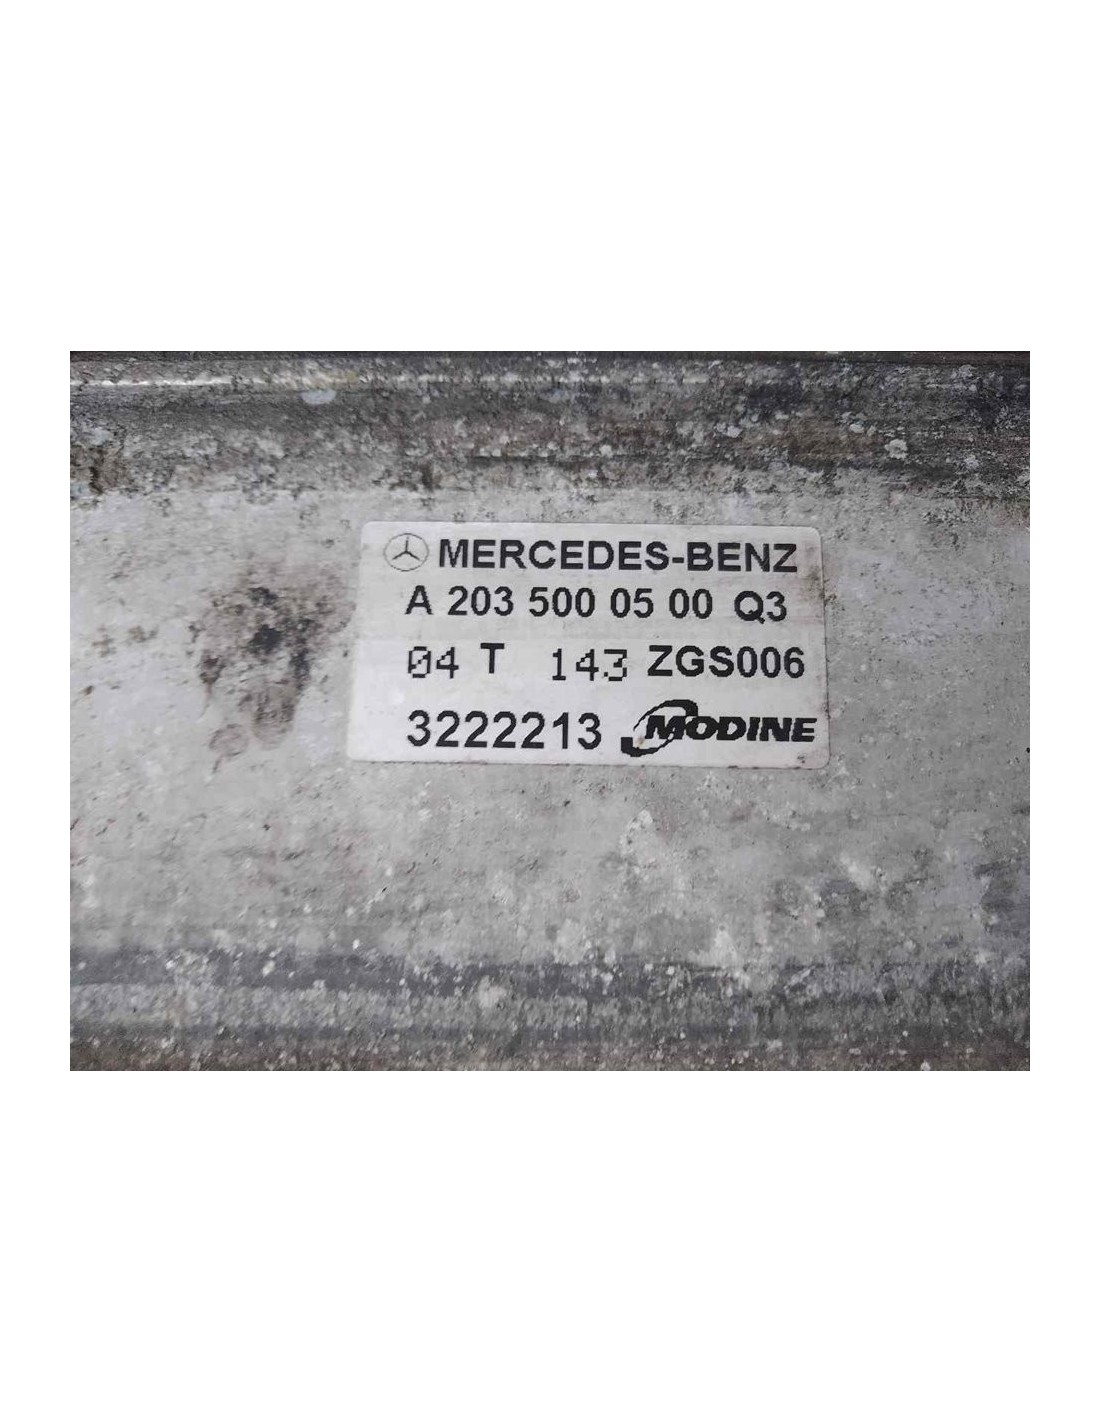 MERCEDES-BENZ
A 203 500 05 00 Q3
04 T 143 ZGS006
3222213 MODINE